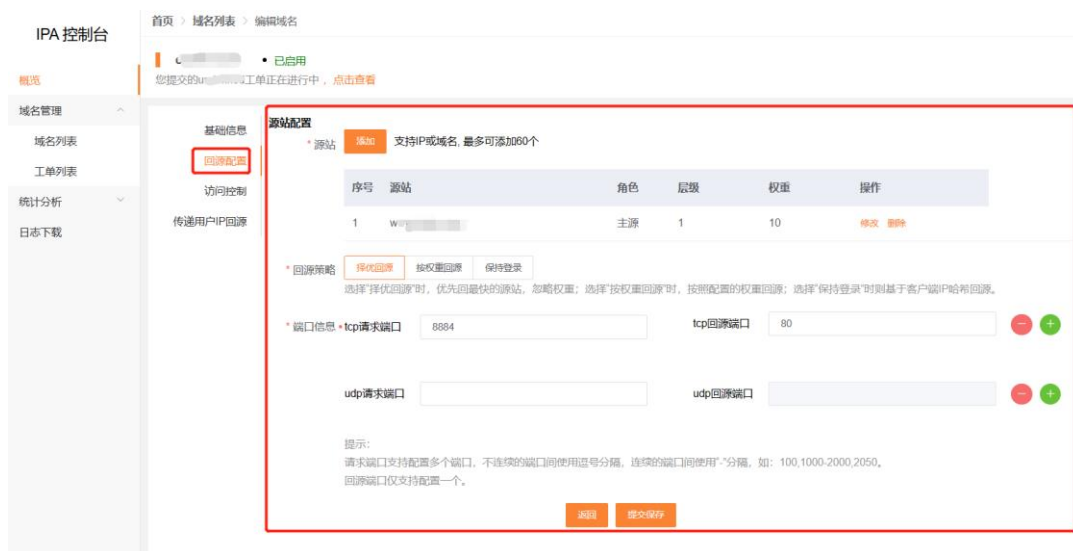 IPA 控制台
首页 > 域名列表 > 编辑域名
• 已启用
您提交的 工单正在进行中，点击查看
概览
域名管理
域名列表
工单列表
统计分析
日志下载
基础信息
回源配置
访问控制
传递用户IP回源
源站配置
* 源站 添加 支持IP或域名, 最多可添加60个
序号 源站 角色 层级 权重 操作
1 主源 1 10 修改 删除
* 回源策略 择优回源 按权重回源 保持登录
选择“择优回源”时，优先回最快的源站，忽略权重；选择“按权重回源”时，按照配置的权重回源；选择“保持登录”时则基于客户端IP哈希回源。
* 端口信息 * tcp请求端口 8884 tcp回源端口 80
udp请求端口 udp回源端口
提示:
请求端口支持配置多个端口，不连续的端口间使用逗号分隔，连续的端口间使用“-”分隔，如：100,1000-2000,2050。
回源端口仅支持配置一个。
返回 提交保存